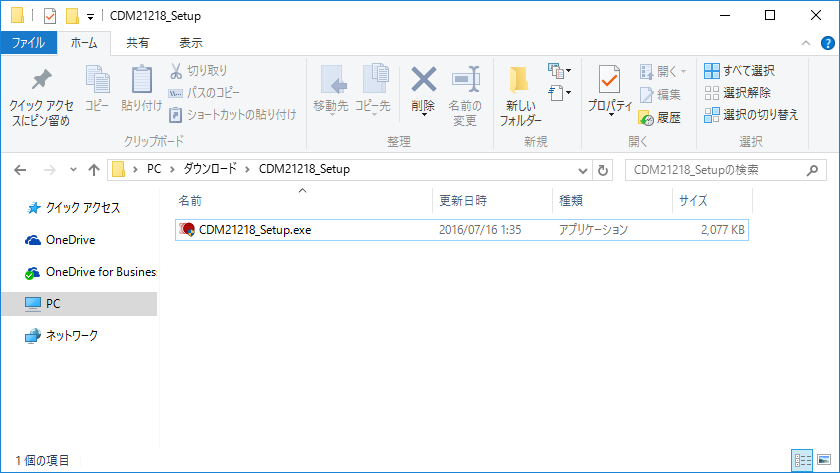 CDM21218_Setup
ファイル ホーム 共有 表示
クイック アクセスにピン留め
コピー
貼り付け
切り取り
パスのコピー
ショートカットの貼り付け
クリップボード
移動先
コピー先
削除
名前の変更
整理
新しいフォルダー
新規
プロパティ
開く
編集
履歴
開く
すべて選択
選択解除
選択の切り替え
選択
PC ダウンロード CDM21218_Setup
CDM21218_Setupの検索
名前 更新日時 種類 サイズ
CDM21218_Setup.exe 2016/07/16 1:35 アプリケーション 2,077 KB
クイック アクセス
OneDrive
OneDrive for Business
PC
ネットワーク
1 個の項目